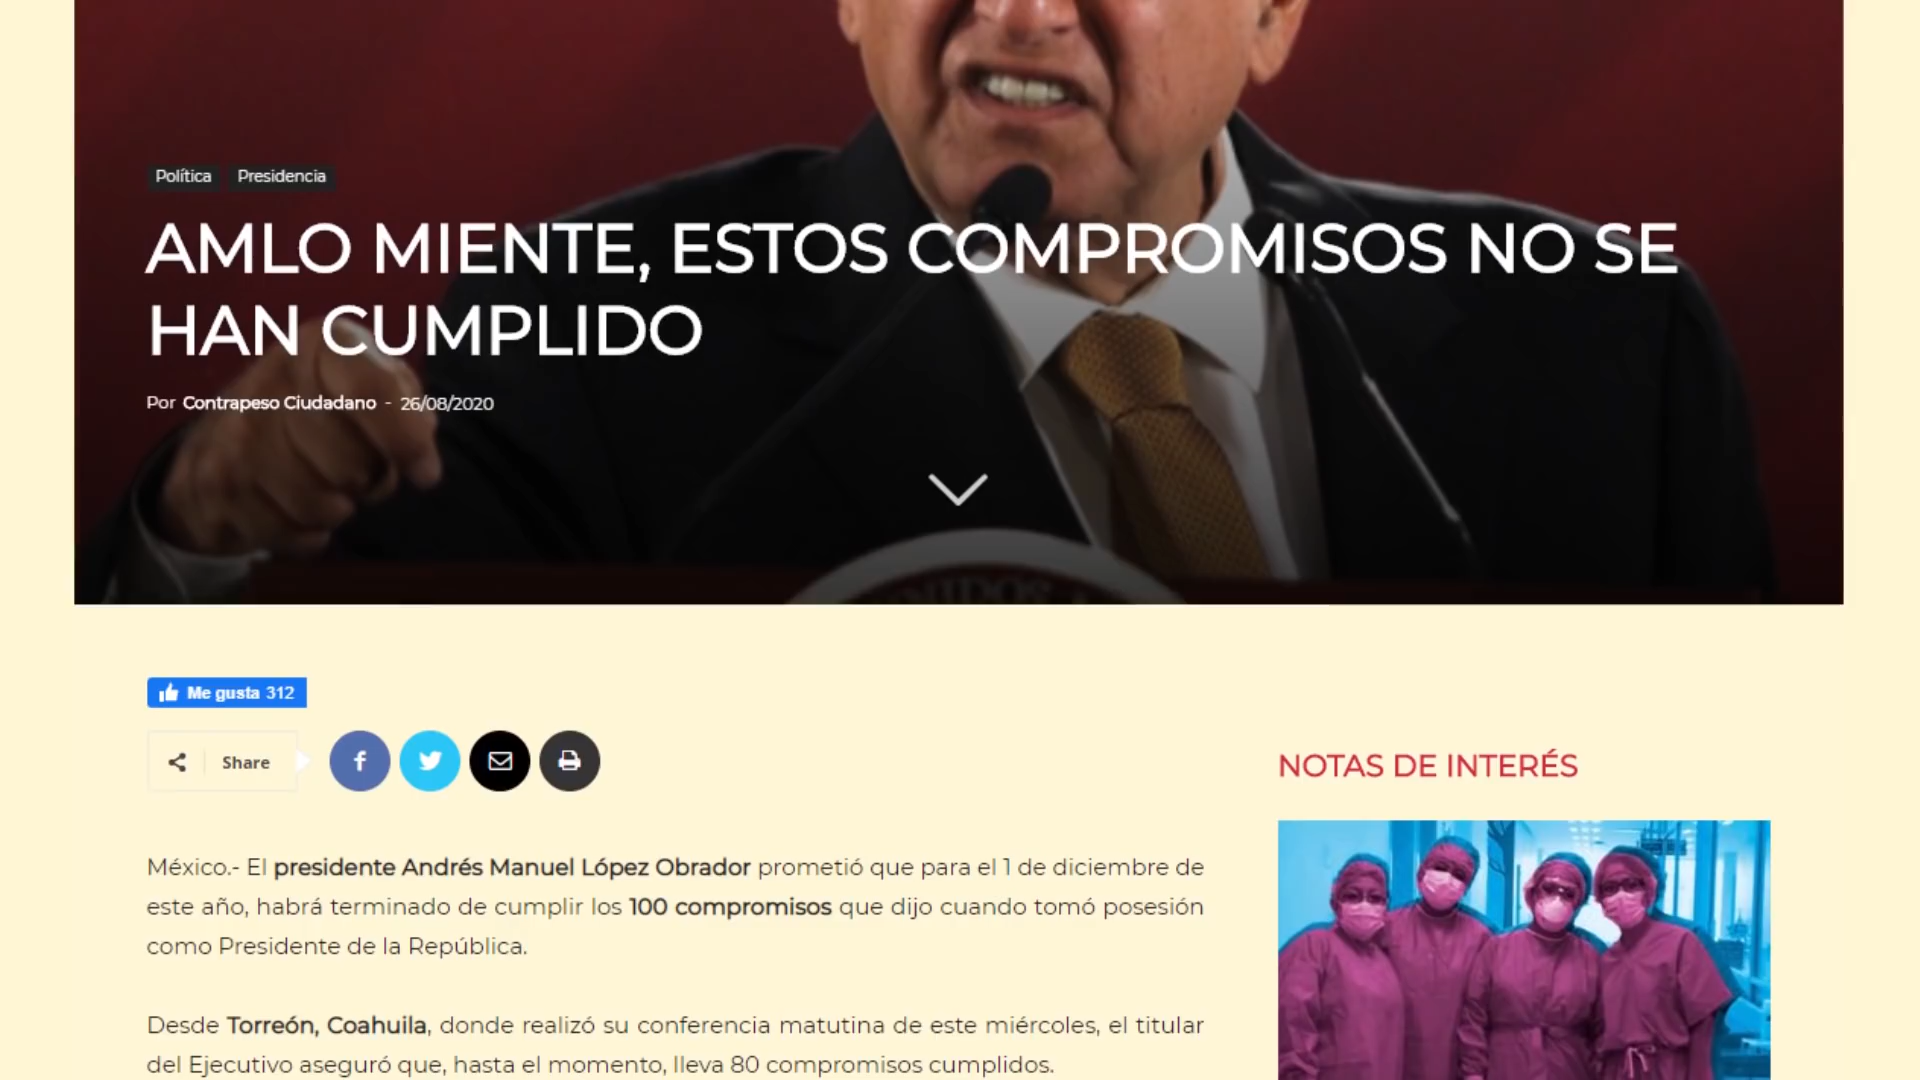 Política Presidencia
AMLO MIENTE, ESTOS COMPROMISOS NO SE
HAN CUMPLIDO
Por Contrapeso Ciudadano - 26/08/2020
Me gusta 312
Share
NOTAS DE INTERÉS
México.- El presidente Andrés Manuel López Obrador prometió que para el 1 de diciembre de
este año, habrá terminado de cumplir los 100 compromisos que dijo cuando tomó posesión
como Presidente de la República.
Desde Torreón, Coahuila, donde realizó su conferencia matutina de este miércoles, el titular
del Ejecutivo aseguró que, hasta el momento, lleva 80 compromisos cumplidos.